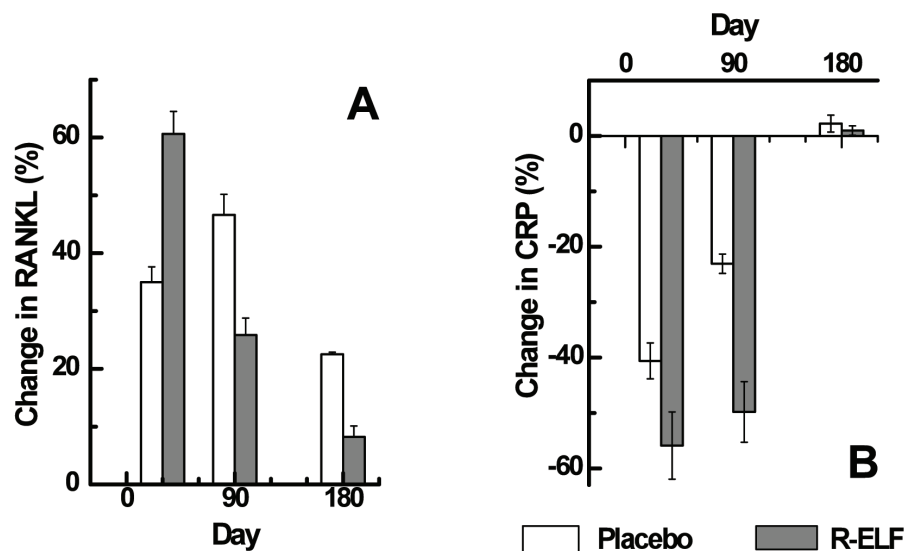 A
Change in RANKL (%)
60
40
20
0
0 90 180
Day
Day
0 90 180
B
Change in CRP (%)
0
-20
-40
-60
Placebo R-ELF